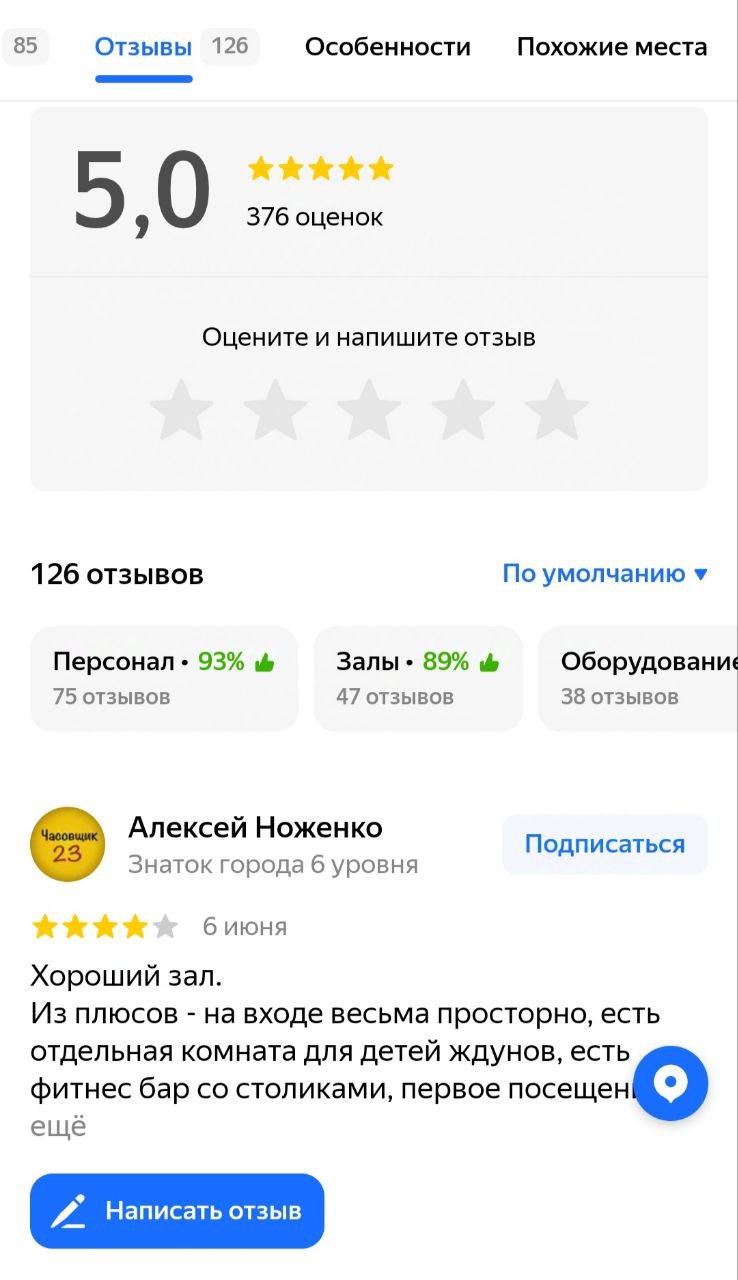 85 Отзывы 126 Особенности Похожие места
5,0
376 оценок
Оцените и напишите отзыв
126 отзывов По умолчанию
Персонал • 93% Залы • 89% Оборудование
75 отзывов 47 отзывов 38 отзывов
Часовщик
23
Алексей Ноженко
Знаток города 6 уровня
Подписаться
6 июня
Хороший зал.
Из плюсов - на входе весьма просторно, есть
отдельная комната для детей ждунов, есть
фитнес бар со столиками, первое
ещё
Написать отзыв